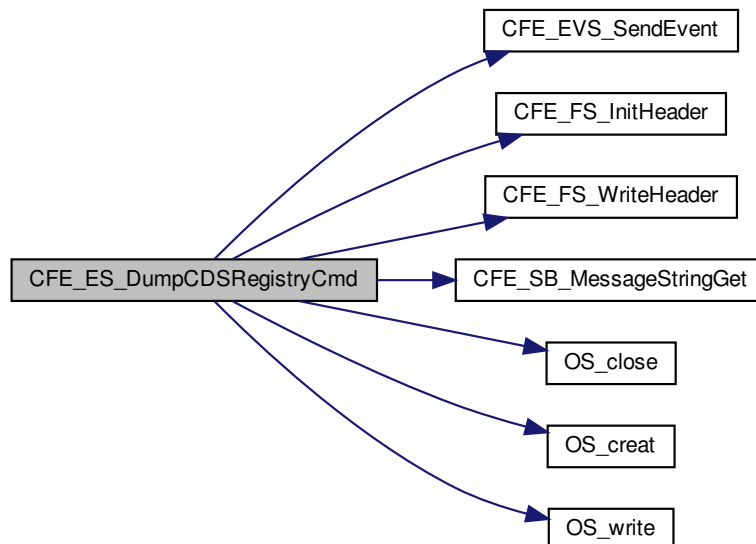 CFE_EVS_SendEvent
CFE_FS_InitHeader
CFE_FS_WriteHeader
CFE_ES_DumpCDSRegistryCmd
CFE_SB_MessageStringGet
OS_close
OS_creat
OS_write